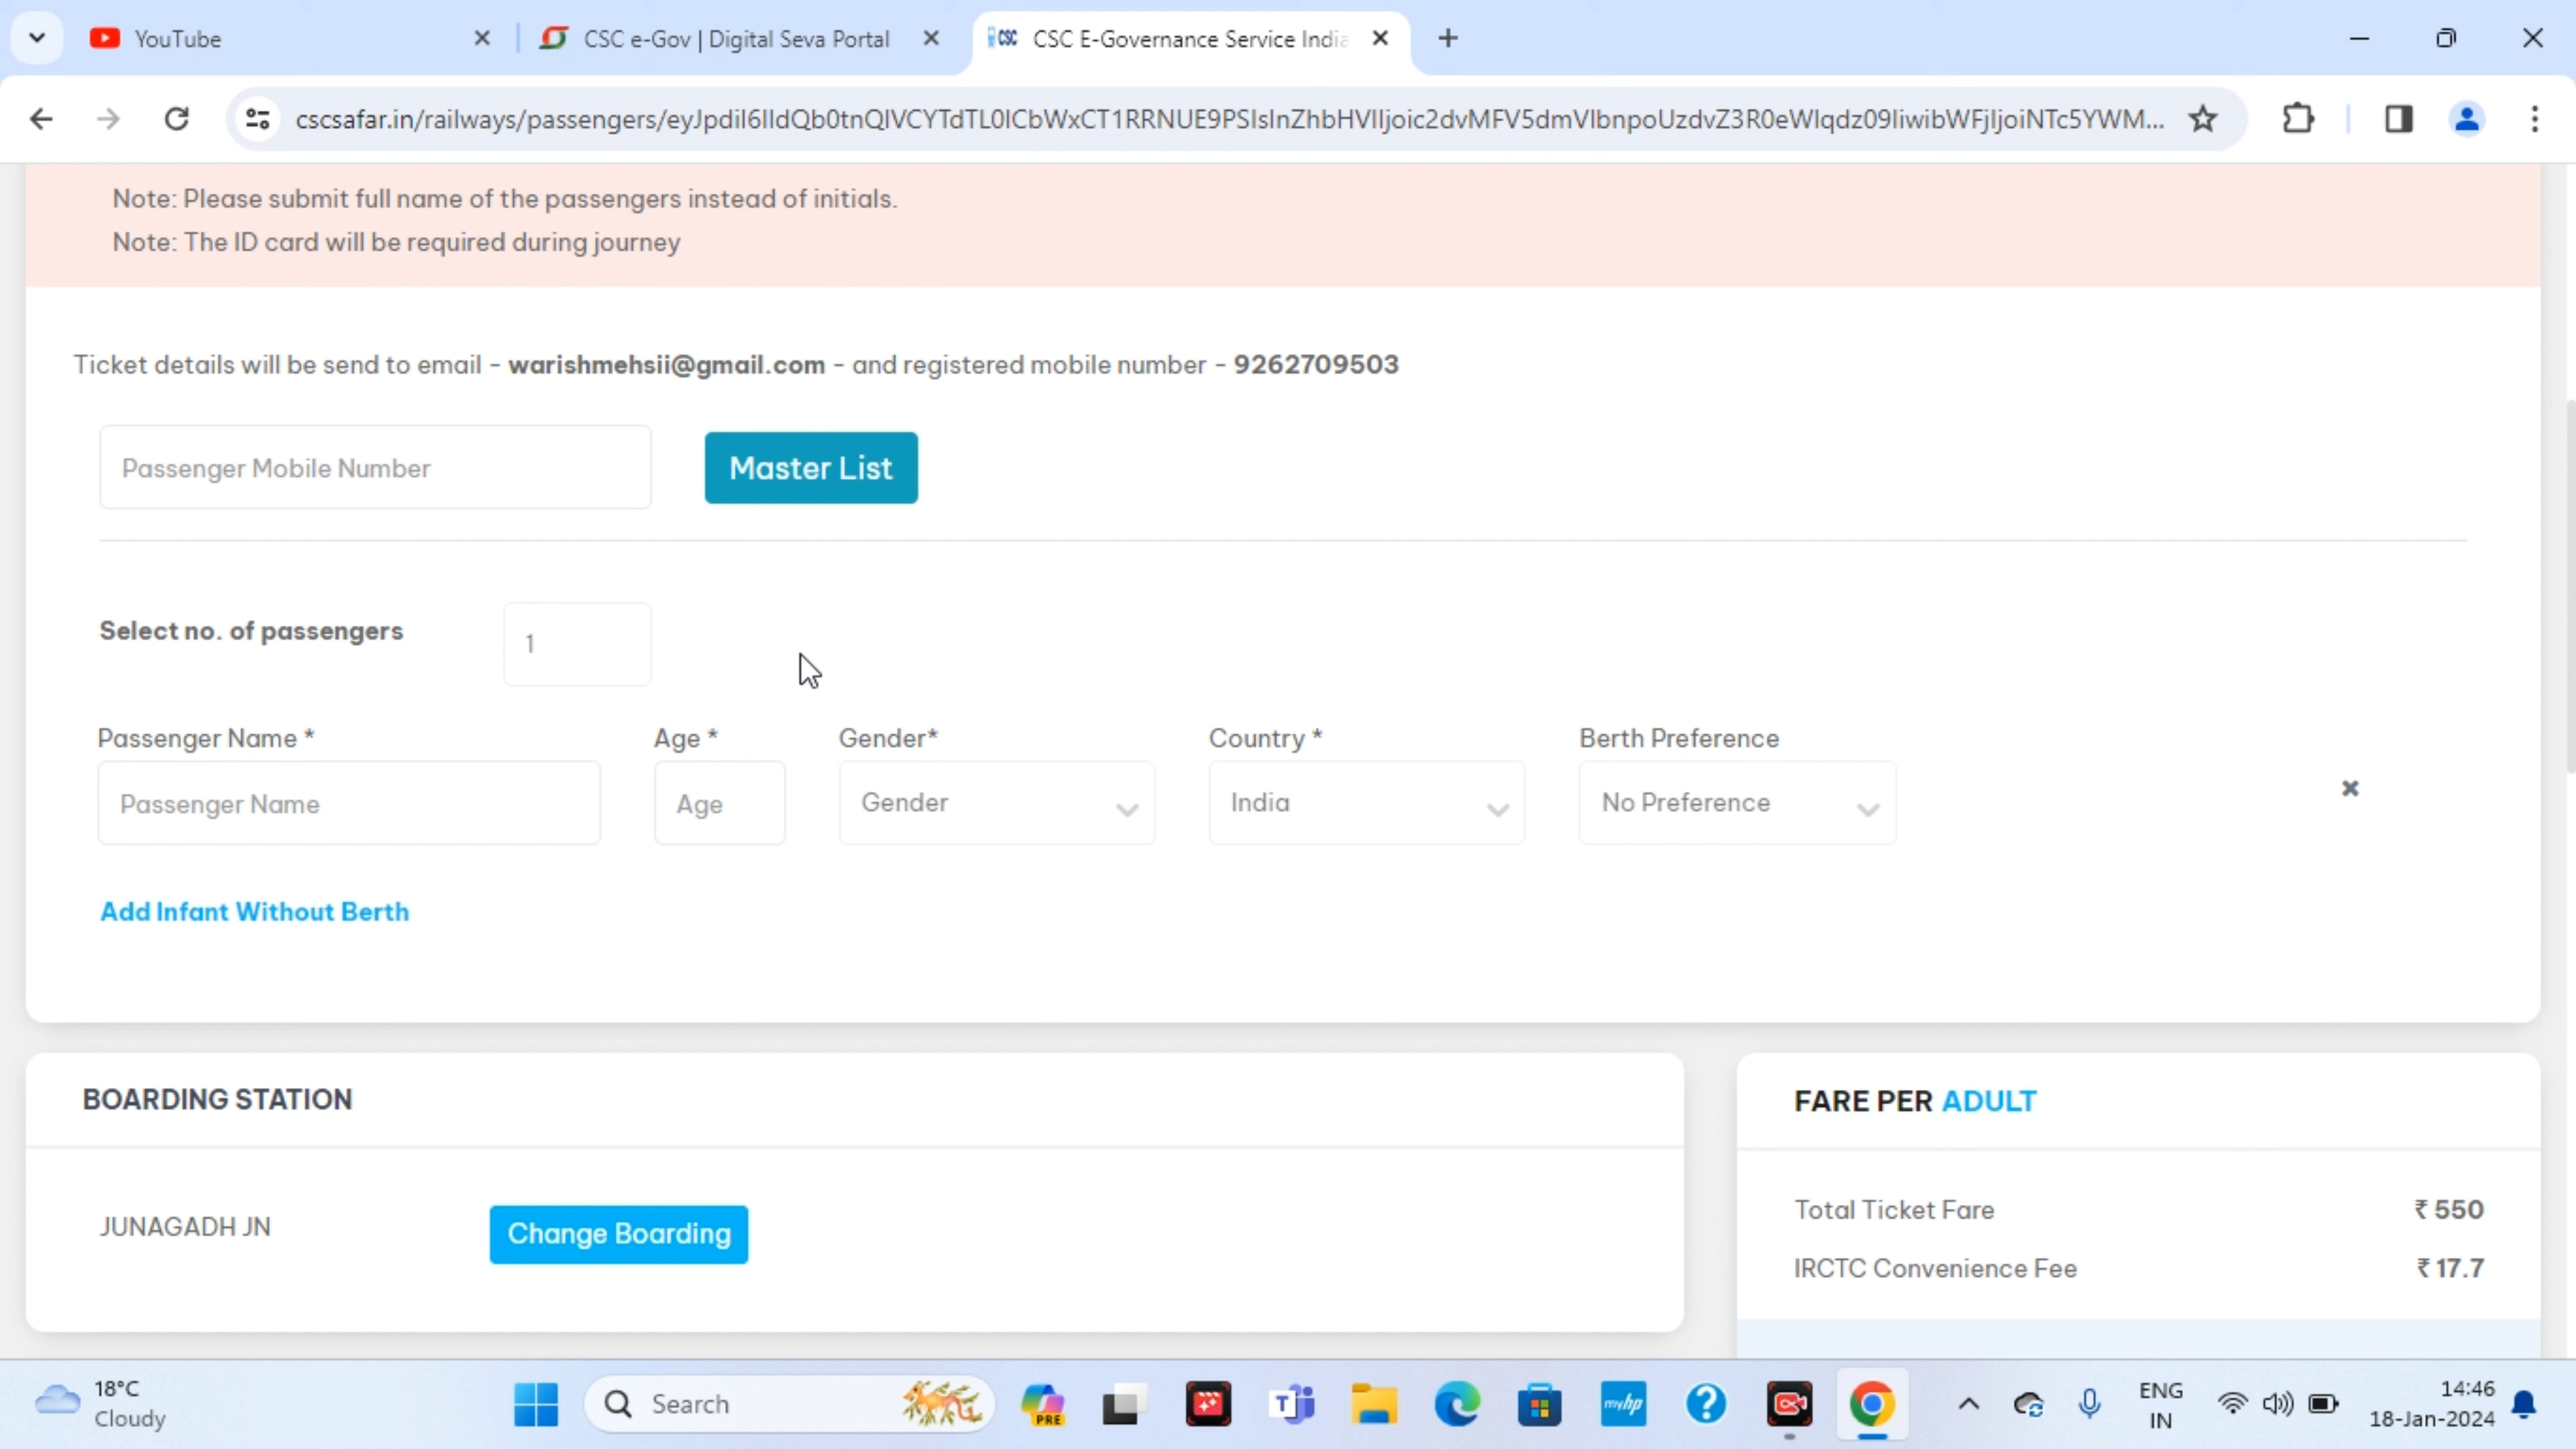 YouTube
CSC e-Gov | Digital Seva Portal
CSC
CSC E-Governance Service India
Note: Please submit full name of the passengers instead of initials.
Note: The ID card will be required during journey
Ticket details will be send to email - warishmehsii@gmail.com - and registered mobile number - 9262709503
Passenger Mobile Number
Master List
Select no. of passengers
1
Passenger Name *
Age *
Gender*
Country *
Berth Preference
Passenger Name
Age
Gender
India
No Preference
Add Infant Without Berth
BOARDING STATION
JUNAGADH JN
Change Boarding
FARE PER ADULT
Total Ticket Fare
₹ 550
IRCTC Convenience Fee
₹ 17.7
18°C
Cloudy
Search
PRE
T
myhp
?
ENG
IN
14:46
18-Jan-2024